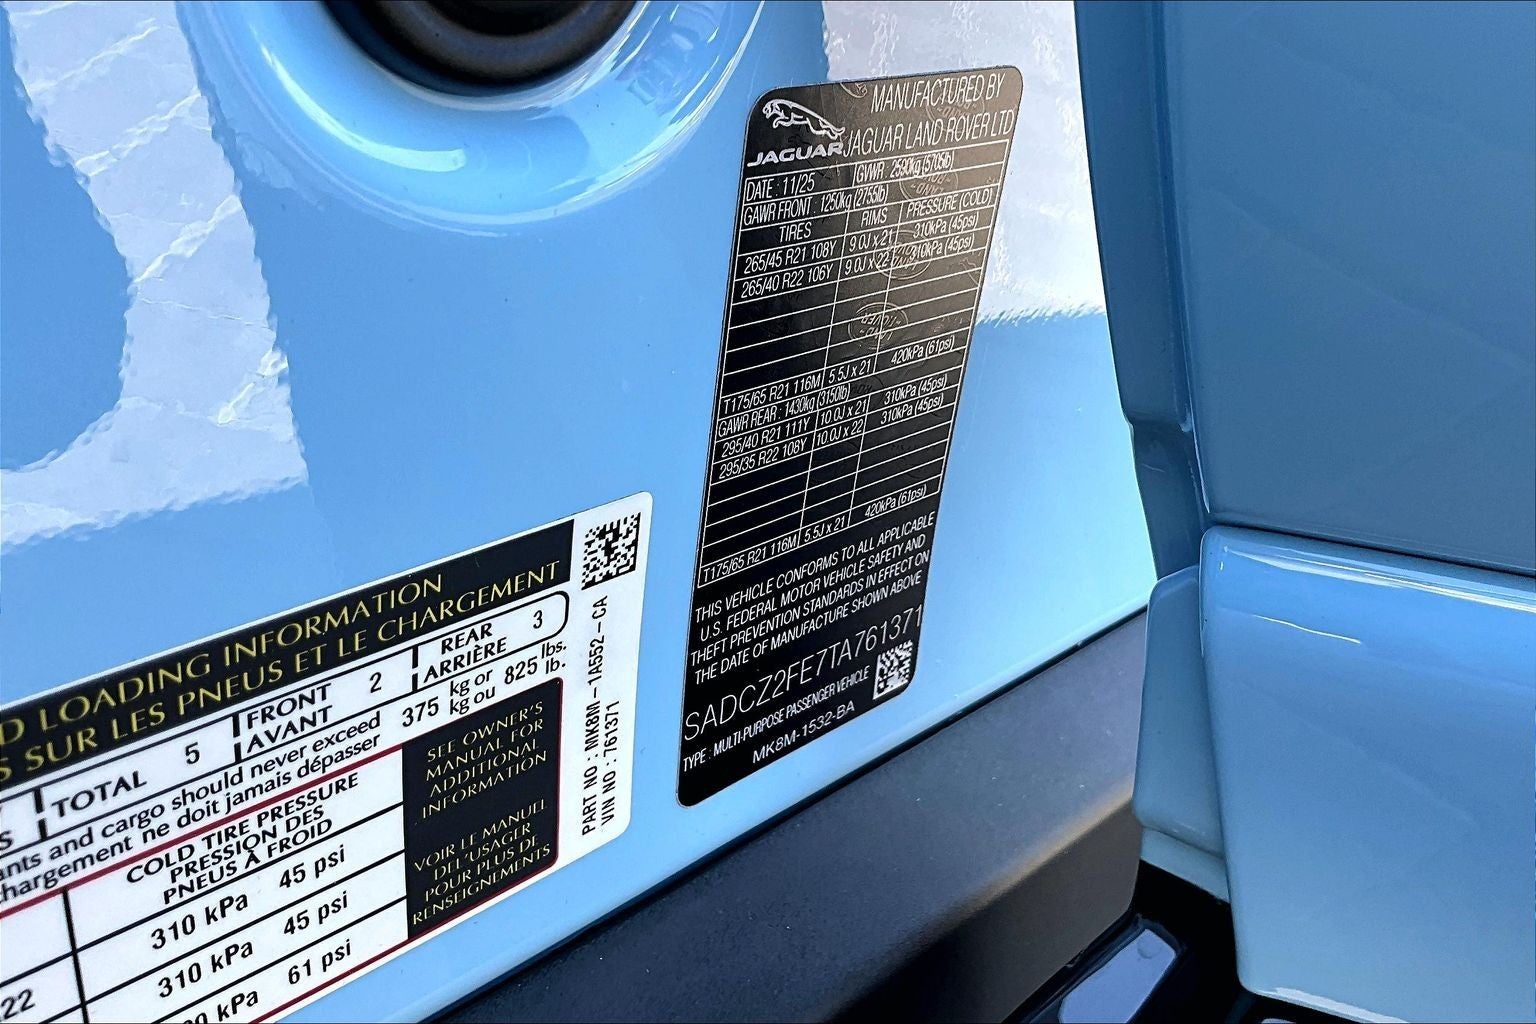 JAGUAR
MANUFACTURED BY
JAGUAR LAND ROVER LTD
DATE : 11/25 GVWR : 2590kg (5705lb)
GAWR FRONT : 1250kg (2755lb)
TIRES RIMS PRESSURE (COLD)
265/45 R21 108Y 9.0J x 21 310kPa (45psi)
265/40 R22 106Y 9.0J x 22 310kPa (45psi)
T175/65 R21 116M 5.5J x 21 420kPa (61psi)
GAWR REAR : 1430kg (3150lb)
295/40 R21 111Y 10.0J x 21 310kPa (45psi)
295/35 R22 108Y 10.0J x 22 310kPa (45psi)
T175/65 R21 116M 5.5J x 21 420kPa (61psi)
THIS VEHICLE CONFORMS TO ALL APPLICABLE
U.S. FEDERAL MOTOR VEHICLE SAFETY AND
THEFT PREVENTION STANDARDS IN EFFECT ON
THE DATE OF MANUFACTURE SHOWN ABOVE
SADCZ2FE7TA761371
TYPE : MULTI-PURPOSE PASSENGER VEHICLE
MK8M-1532-BA
LOADING INFORMATION
SUR LES PNEUS ET LE CHARGEMENT
TOTAL 5 FRONT AVANT 2 REAR ARRIÈRE 3
and cargo should never exceed 375 kg or 825 lbs.
ne doit jamais dépasser kg ou lb.
COLD TIRE PRESSURE
PRESSION DES
PNEUS À FROID
310 kPa 45 psi
310 kPa 45 psi
kPa 61 psi
SEE OWNER'S
MANUAL FOR
ADDITIONAL
INFORMATION
VOIR LE MANUEL
DE L'USAGER
POUR PLUS DE
RENSEIGNEMENTS
PART NO : MK8M-1A552-CA
VIN NO : 761371